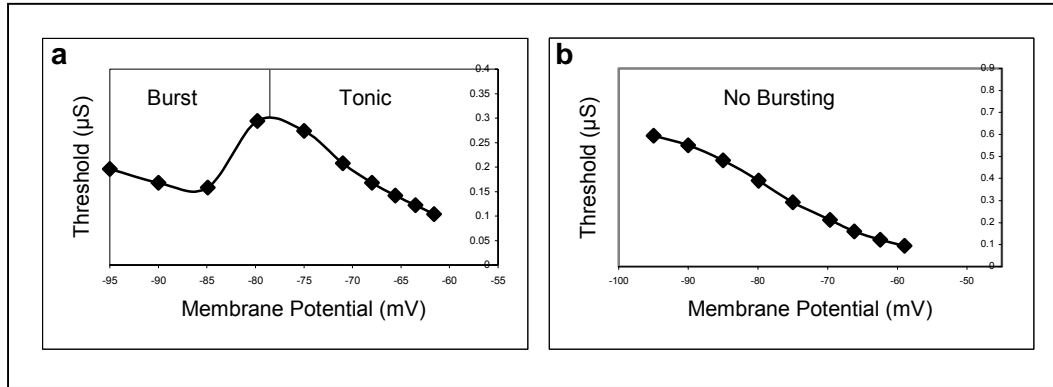 a
Burst
Tonic
Threshold (µS)
0.4
0.35
0.3
0.25
0.2
0.15
0.1
0.05
0
-95 -90 -85 -80 -75 -70 -65 -60 -55
Membrane Potential (mV)
b
No Bursting
Threshold (µS)
0.9
0.8
0.7
0.6
0.5
0.4
0.3
0.2
0.1
0
-100 -90 -80 -70 -60 -50
Membrane Potential (mV)